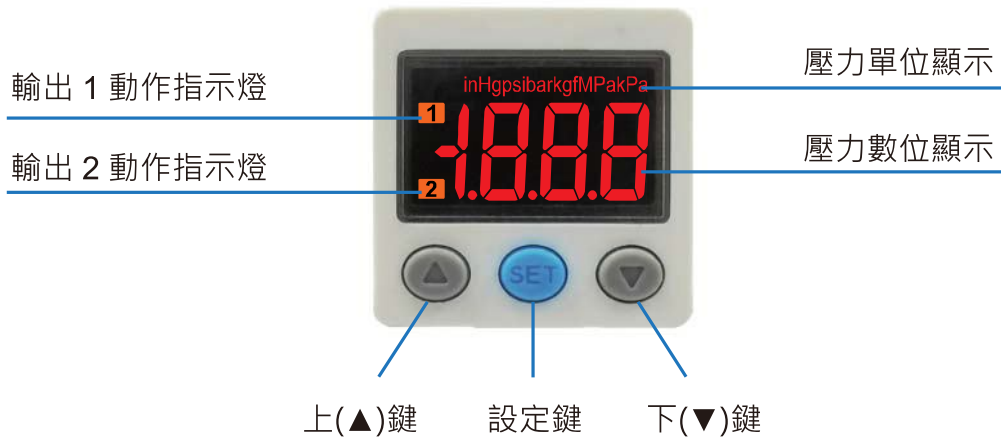 輸出 1 動作指示燈
輸出 2 動作指示燈
inHgpsibarkgfMPakPa
1
-1.8.8.8
2
壓力單位顯示
壓力數位顯示
SET
上(▲)鍵
設定鍵
下(▼)鍵